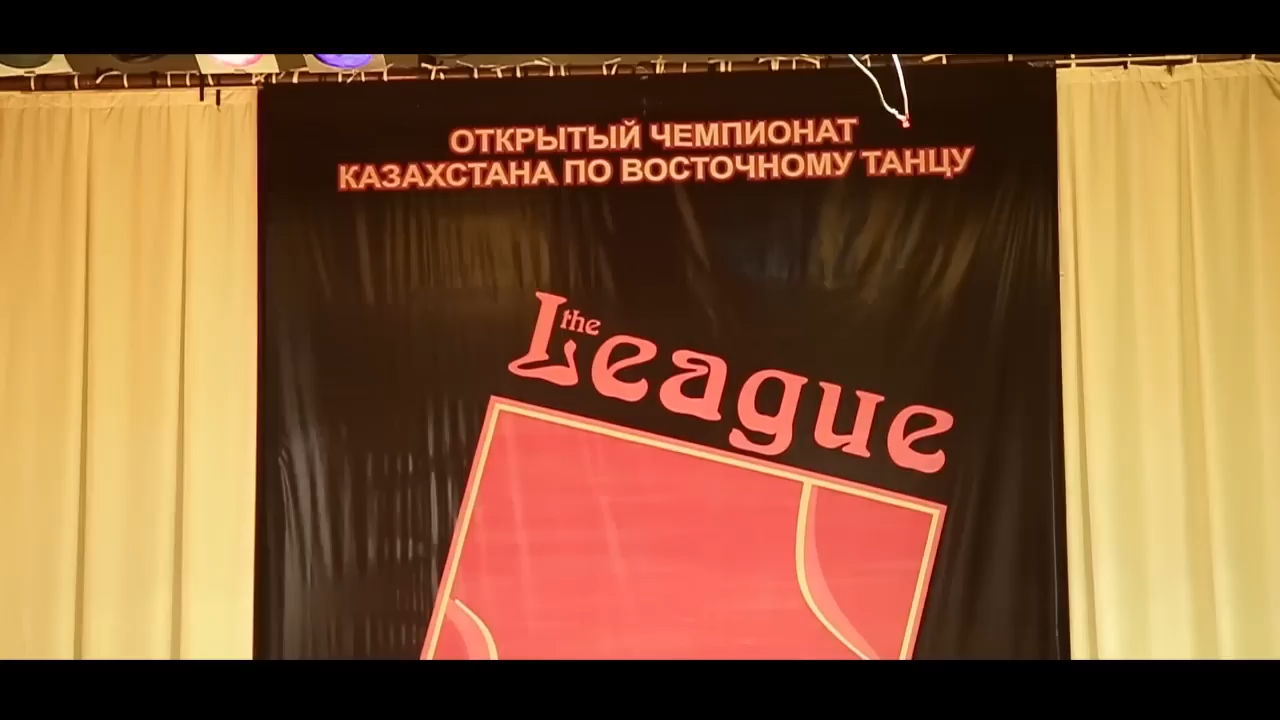 ОТКРЫТЫЙ ЧЕМПИОНАТ
КАЗАХСТАНА ПО ВОСТОЧНОМУ ТАНЦУ
the
League